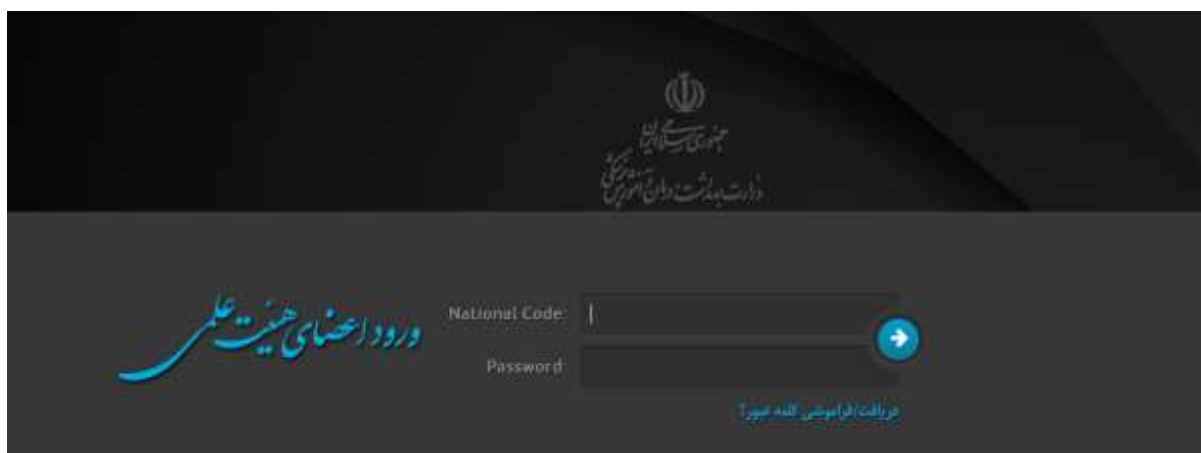 جمهوری اسلامی ایران
وزارت بهداشت، درمان و آموزش پزشکی
ورود اعضای هیئت علمی
National Code:
Password
دریافت/فراموشی کلمه عبور؟